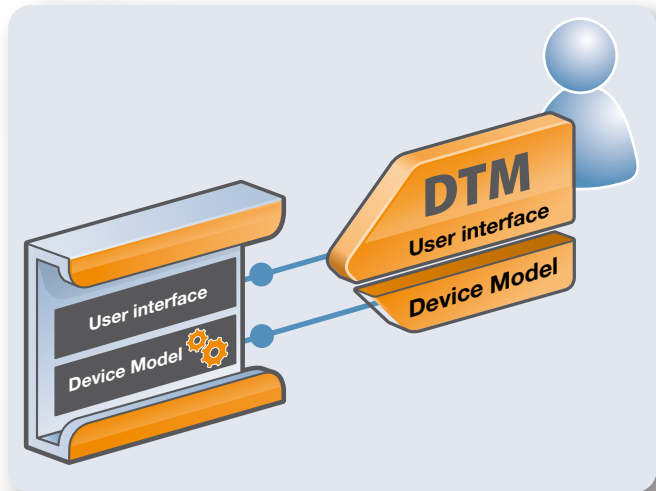 DTM
User interface
Device Model
User interface
Device Model